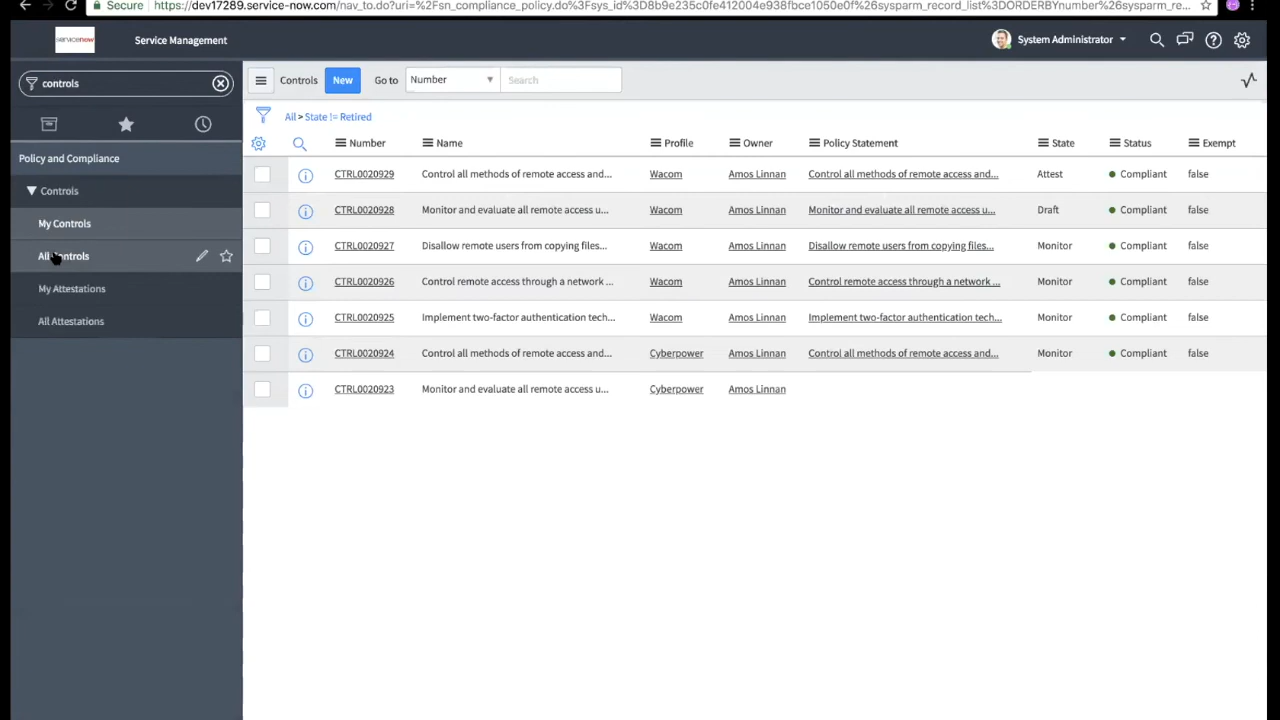 Secure https://dev17289.service-now.com/nav_to.do?uri=%2Fsn_compliance_policy.do%3Fsys_id%3D8b9e235c0fe412004e938fbce1050e0f%26sysparm_record_list%3DORDERBYnumber%26sysparm_re...
servicenow Service Management System Administrator
controls
Controls New Go to Number Search
All > State != Retired
Number Name Profile Owner Policy Statement State Status Exempt
Policy and Compliance
Controls
My Controls
All Controls
My Attestations
All Attestations
CTRL0020929 Control all methods of remote access and... Wacom Amos Linnan Control all methods of remote access and... Attest Compliant false
CTRL0020928 Monitor and evaluate all remote access u... Wacom Amos Linnan Monitor and evaluate all remote access u... Draft Compliant false
CTRL0020927 Disallow remote users from copying files... Wacom Amos Linnan Disallow remote users from copying files... Monitor Compliant false
CTRL0020926 Control remote access through a network ... Wacom Amos Linnan Control remote access through a network ... Monitor Compliant false
CTRL0020925 Implement two-factor authentication tech... Wacom Amos Linnan Implement two-factor authentication tech... Monitor Compliant false
CTRL0020924 Control all methods of remote access and... Cyberpower Amos Linnan Control all methods of remote access and... Monitor Compliant false
CTRL0020923 Monitor and evaluate all remote access u... Cyberpower Amos Linnan